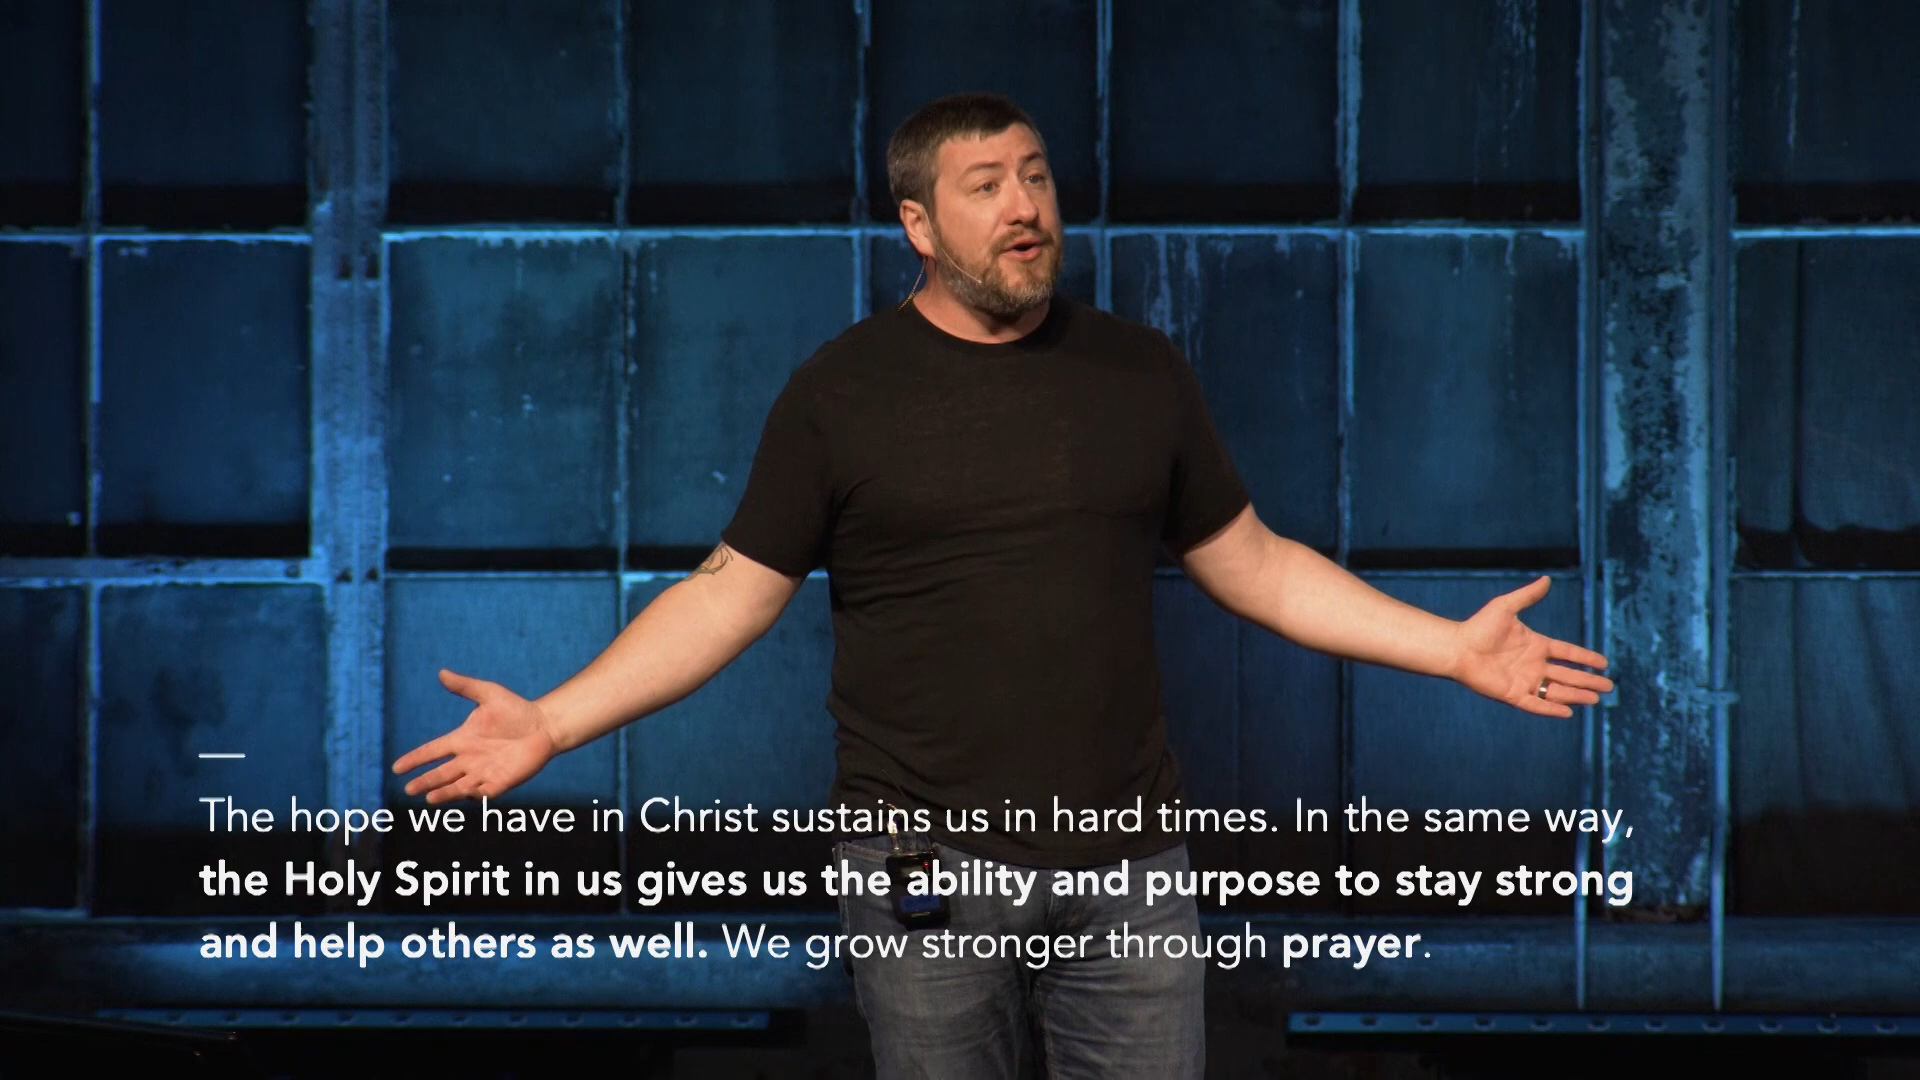 The hope we have in Christ sustains us in hard times. In the same way,
the Holy Spirit in us gives us the ability and purpose to stay strong
and help others as well. We grow stronger through prayer.